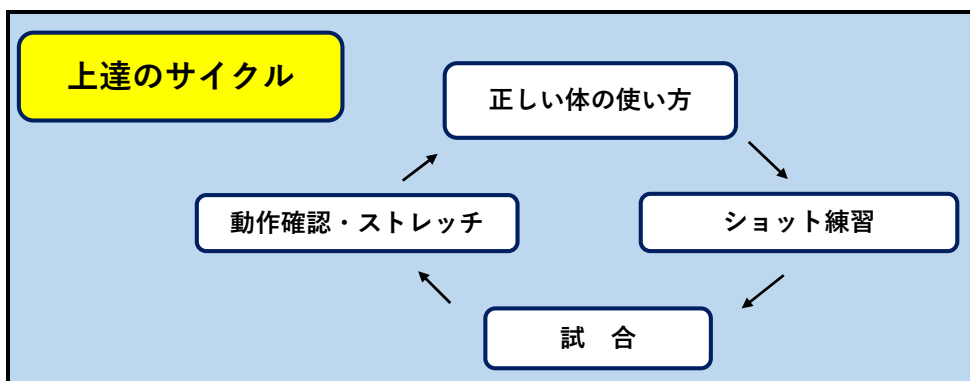 上達のサイクル
正しい体の使い方
動作確認・ストレッチ
ショット練習
試　合